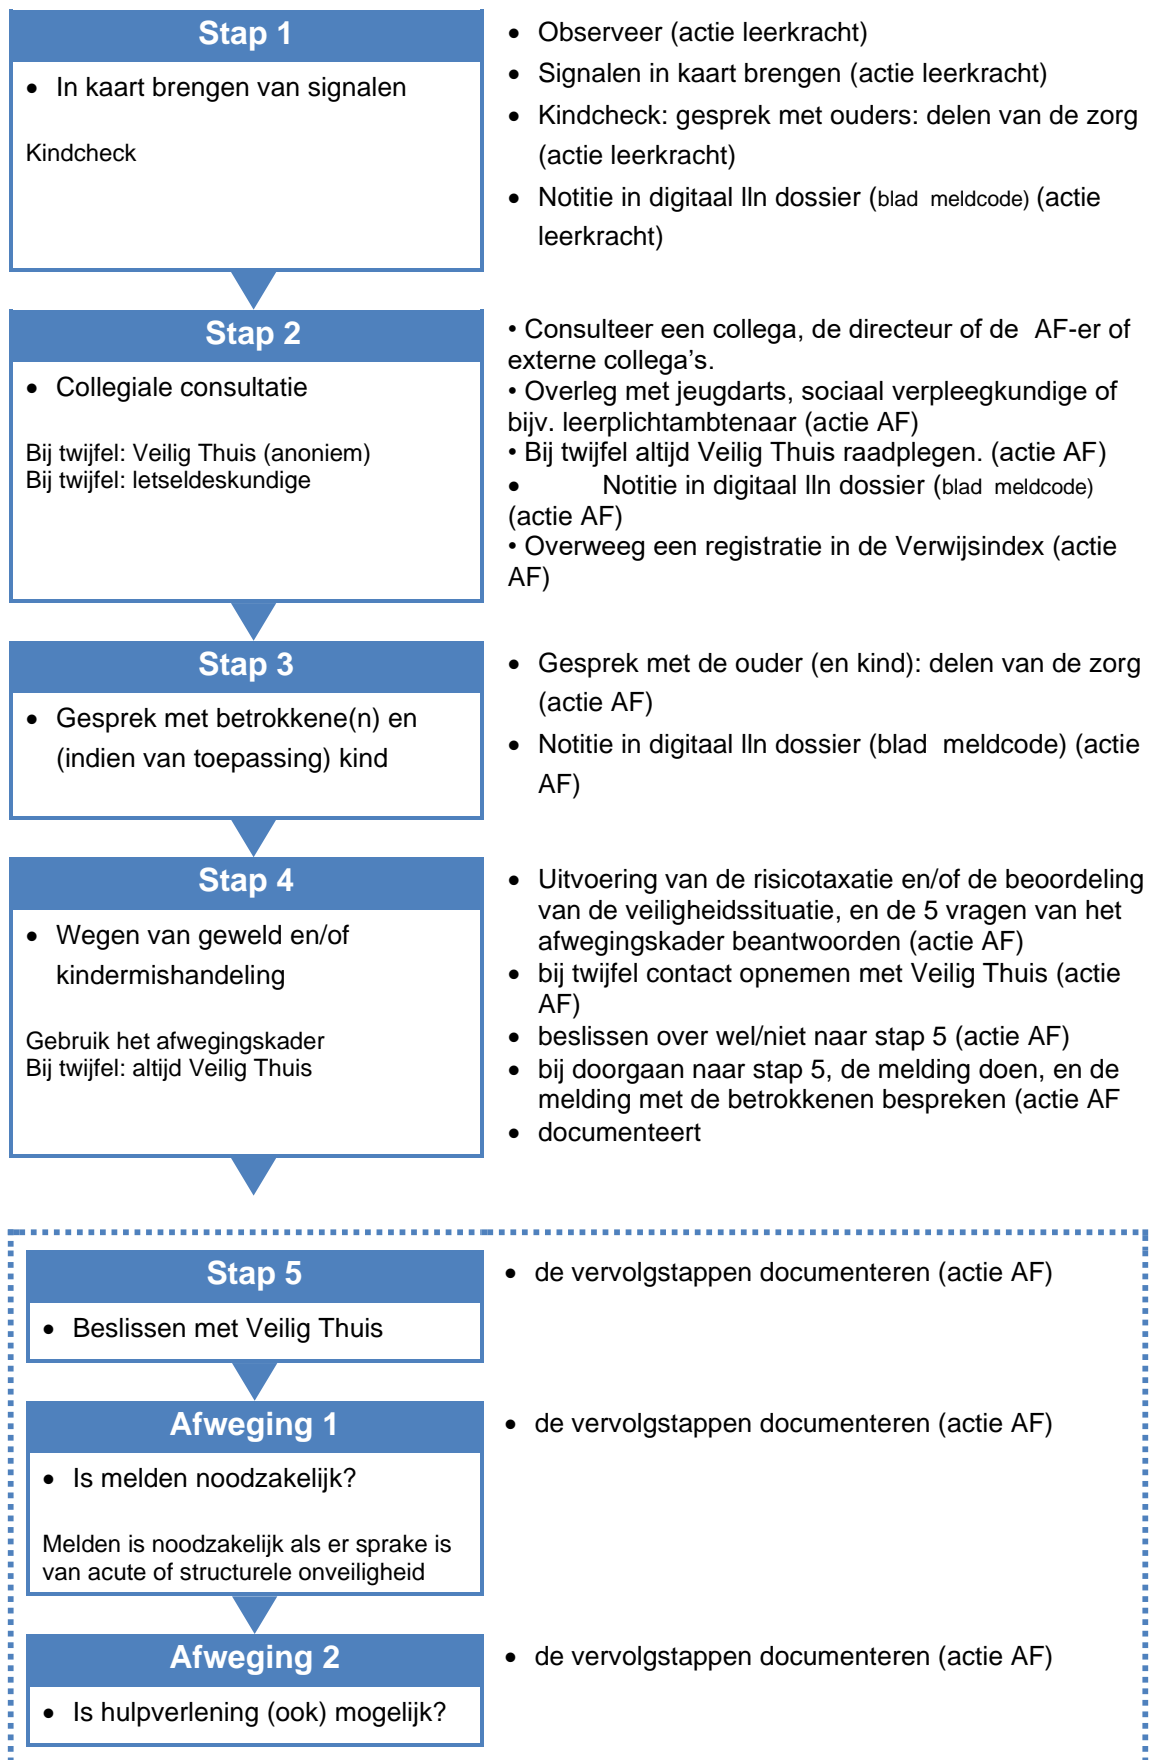 Stap 1
• In kaart brengen van signalen
Kindcheck
• Observeer (actie leerkracht)
• Signalen in kaart brengen (actie leerkracht)
• Kindcheck: gesprek met ouders: delen van de zorg
(actie leerkracht)
• Notitie in digitaal lln dossier (blad meldcode) (actie
leerkracht)
Stap 2
• Collegiale consultatie
Bij twijfel: Veilig Thuis (anoniem)
Bij twijfel: letseldeskundige
• Consulteer een collega, de directeur of de AF-er of
externe collega’s.
• Overleg met jeugdarts, sociaal verpleegkundige of
bijv. leerplichtambtenaar (actie AF)
• Bij twijfel altijd Veilig Thuis raadplegen. (actie AF)
• Notitie in digitaal lln dossier (blad meldcode)
(actie AF)
• Overweeg een registratie in de Verwijsindex (actie
AF)
Stap 3
• Gesprek met betrokkene(n) en
(indien van toepassing) kind
• Gesprek met de ouder (en kind): delen van de zorg
(actie AF)
• Notitie in digitaal lln dossier (blad meldcode) (actie
AF)
Stap 4
• Wegen van geweld en/of
kindermishandeling
Gebruik het afwegingskader
Bij twijfel: altijd Veilig Thuis
• Uitvoering van de risicotaxatie en/of de beoordeling
van de veiligheidssituatie, en de 5 vragen van het
afwegingskader beantwoorden (actie AF)
• bij twijfel contact opnemen met Veilig Thuis (actie
AF)
• beslissen over wel/niet naar stap 5 (actie AF)
• bij doorgaan naar stap 5, de melding doen, en de
melding met de betrokkenen bespreken (actie AF
• documenteert
Stap 5
• Beslissen met Veilig Thuis
• de vervolgstappen documenteren (actie AF)
Afweging 1
• Is melden noodzakelijk?
Melden is noodzakelijk als er sprake is
van acute of structurele onveiligheid
• de vervolgstappen documenteren (actie AF)
Afweging 2
• Is hulpverlening (ook) mogelijk?
• de vervolgstappen documenteren (actie AF)